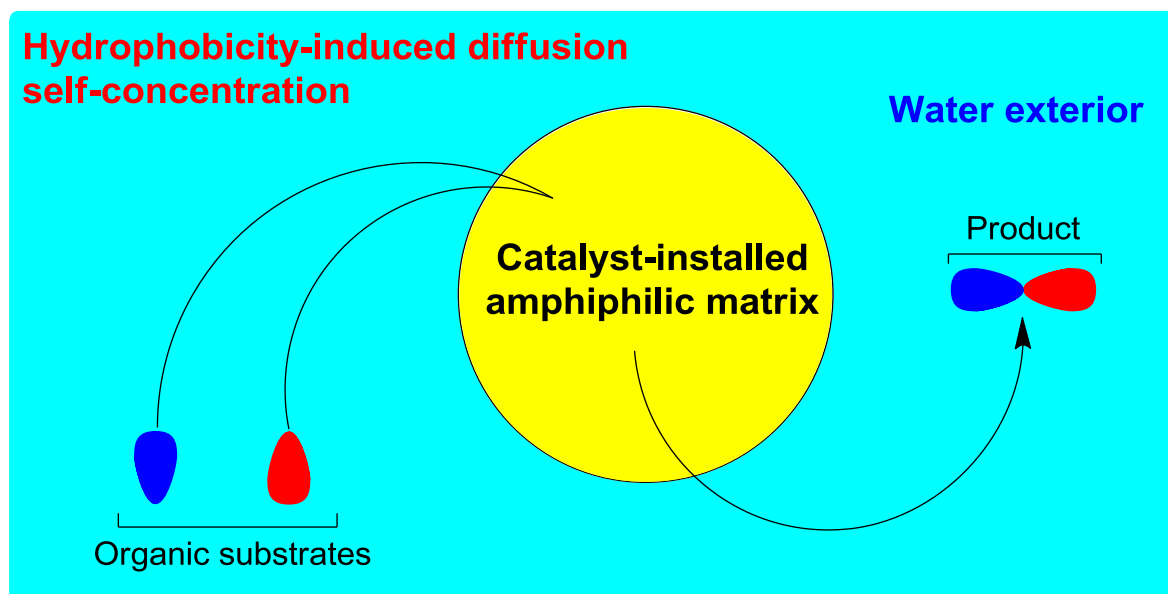 Hydrophobicity-induced diffusion
self-concentration
Water exterior
Catalyst-installed
amphiphilic matrix
Product
Organic substrates